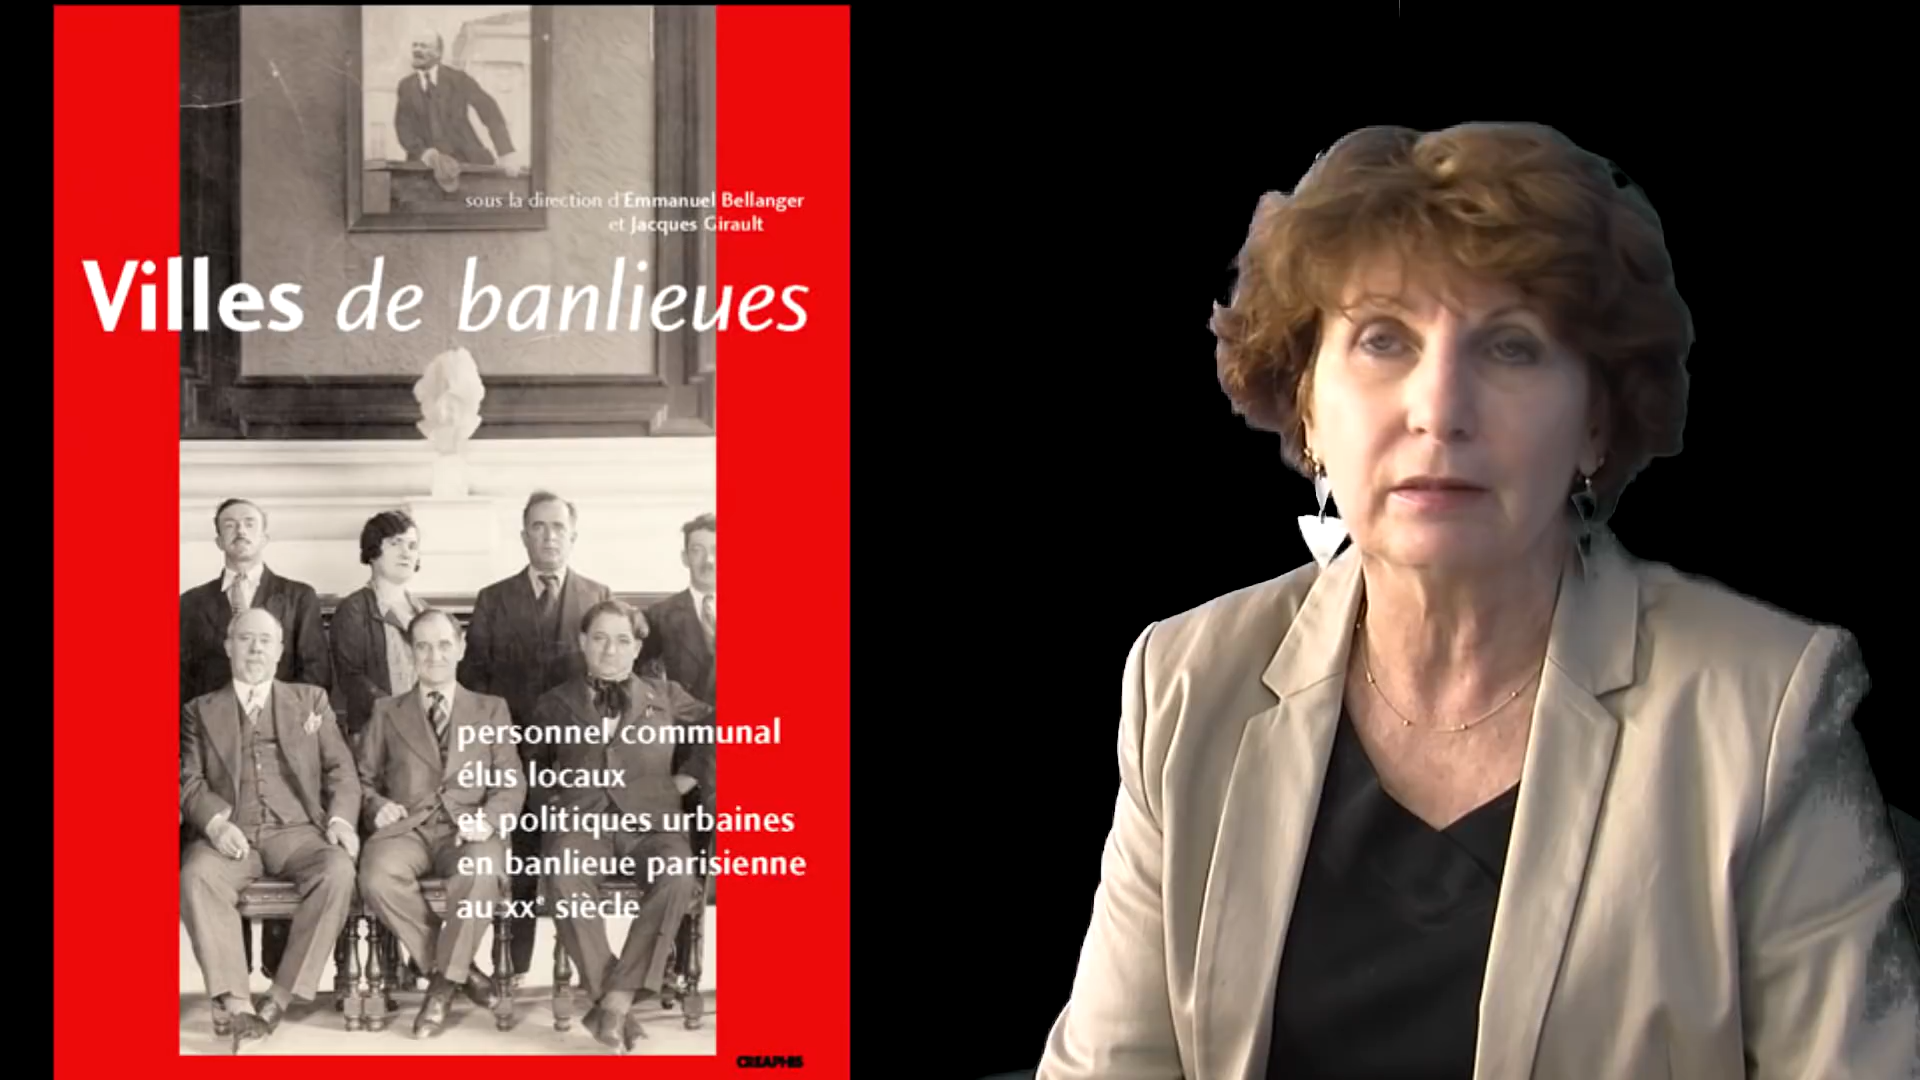 sous la direction d'Emmanuel Bellanger
et Jacques Girault
Villes de banlieues
personnel communal
élus locaux
et politiques urbaines
en banlieue parisienne
au XXe siècle
CREAPHIS